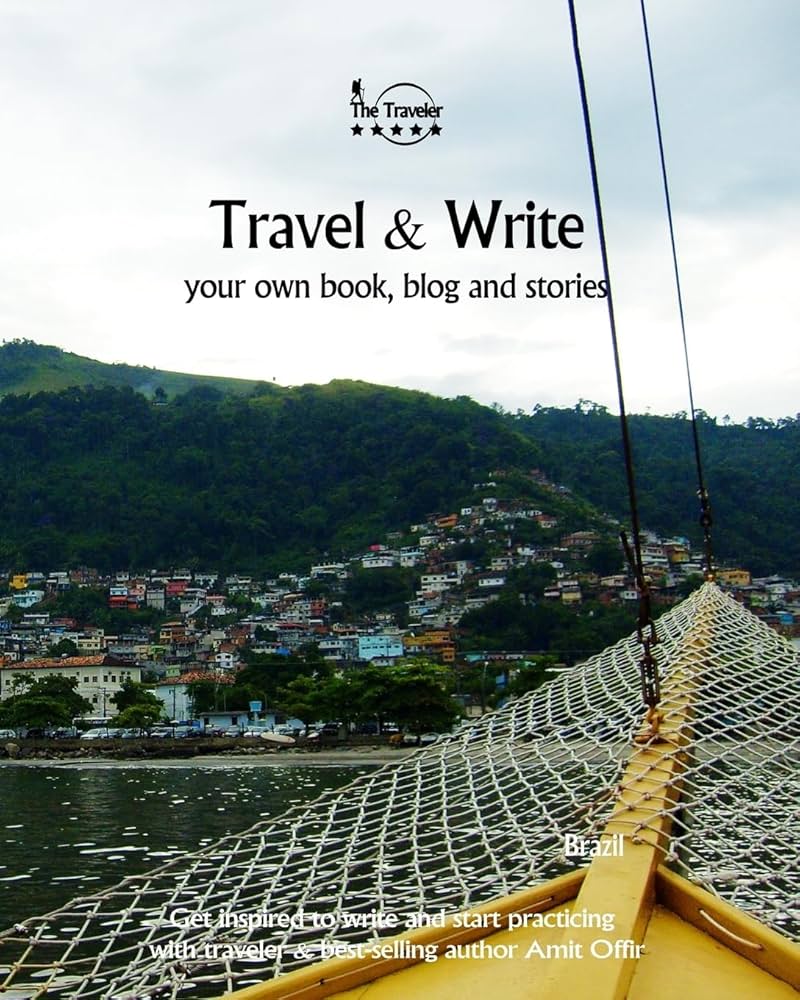 The Traveler
Travel & Write
your own book, blog and stories
Brazil
Get inspired to write and start practicing
with traveler & best-selling author Amit Offir